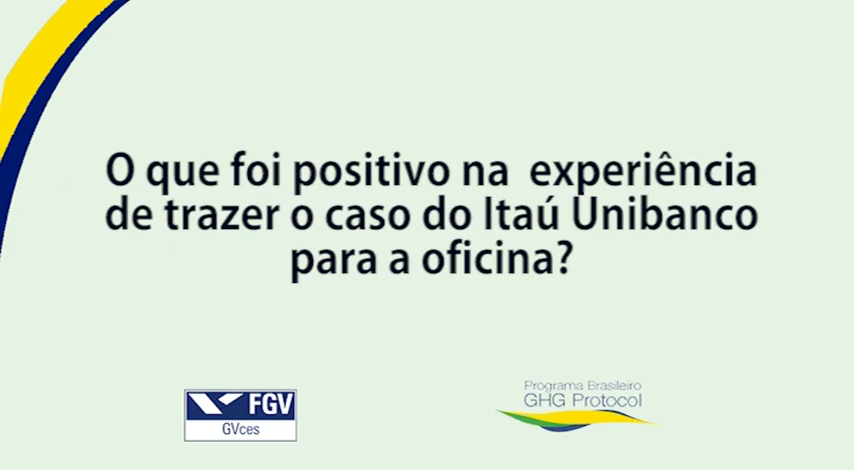 O que foi positivo na experiência
de trazer o caso do Itaú Unibanco
para a oficina?
FGV
GVces
Programa Brasileiro
GHG Protocol